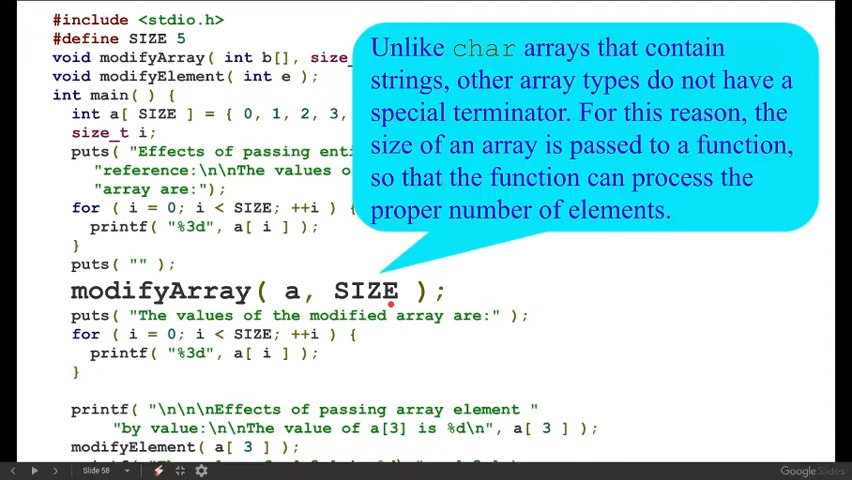 #include <stdio.h>
#define SIZE 5
void modifyArray( int b[], size_
void modifyElement( int e );
int main( ) {
int a[ SIZE ] = { 0, 1, 2, 3,
size_t i;
puts( "Effects of passing enti
"reference:\n\nThe values o
"array are:");
for ( i = 0; i < SIZE; ++i ) {
printf( "%3d", a[ i ] );
}
puts( "" );
Unlike char arrays that contain
strings, other array types do not have a
special terminator. For this reason, the
size of an array is passed to a function,
so that the function can process the
proper number of elements.
modifyArray( a, SIZE );
puts( "The values of the modified array are:" );
for ( i = 0; i < SIZE; ++i ) {
printf( "%3d", a[ i ] );
}
printf( "\n\n\nEffects of passing array element "
"by value:\n\nThe value of a[3] is %d\n", a[ 3 ] );
modifyElement( a[ 3 ] );
Slide 58
Google Slides